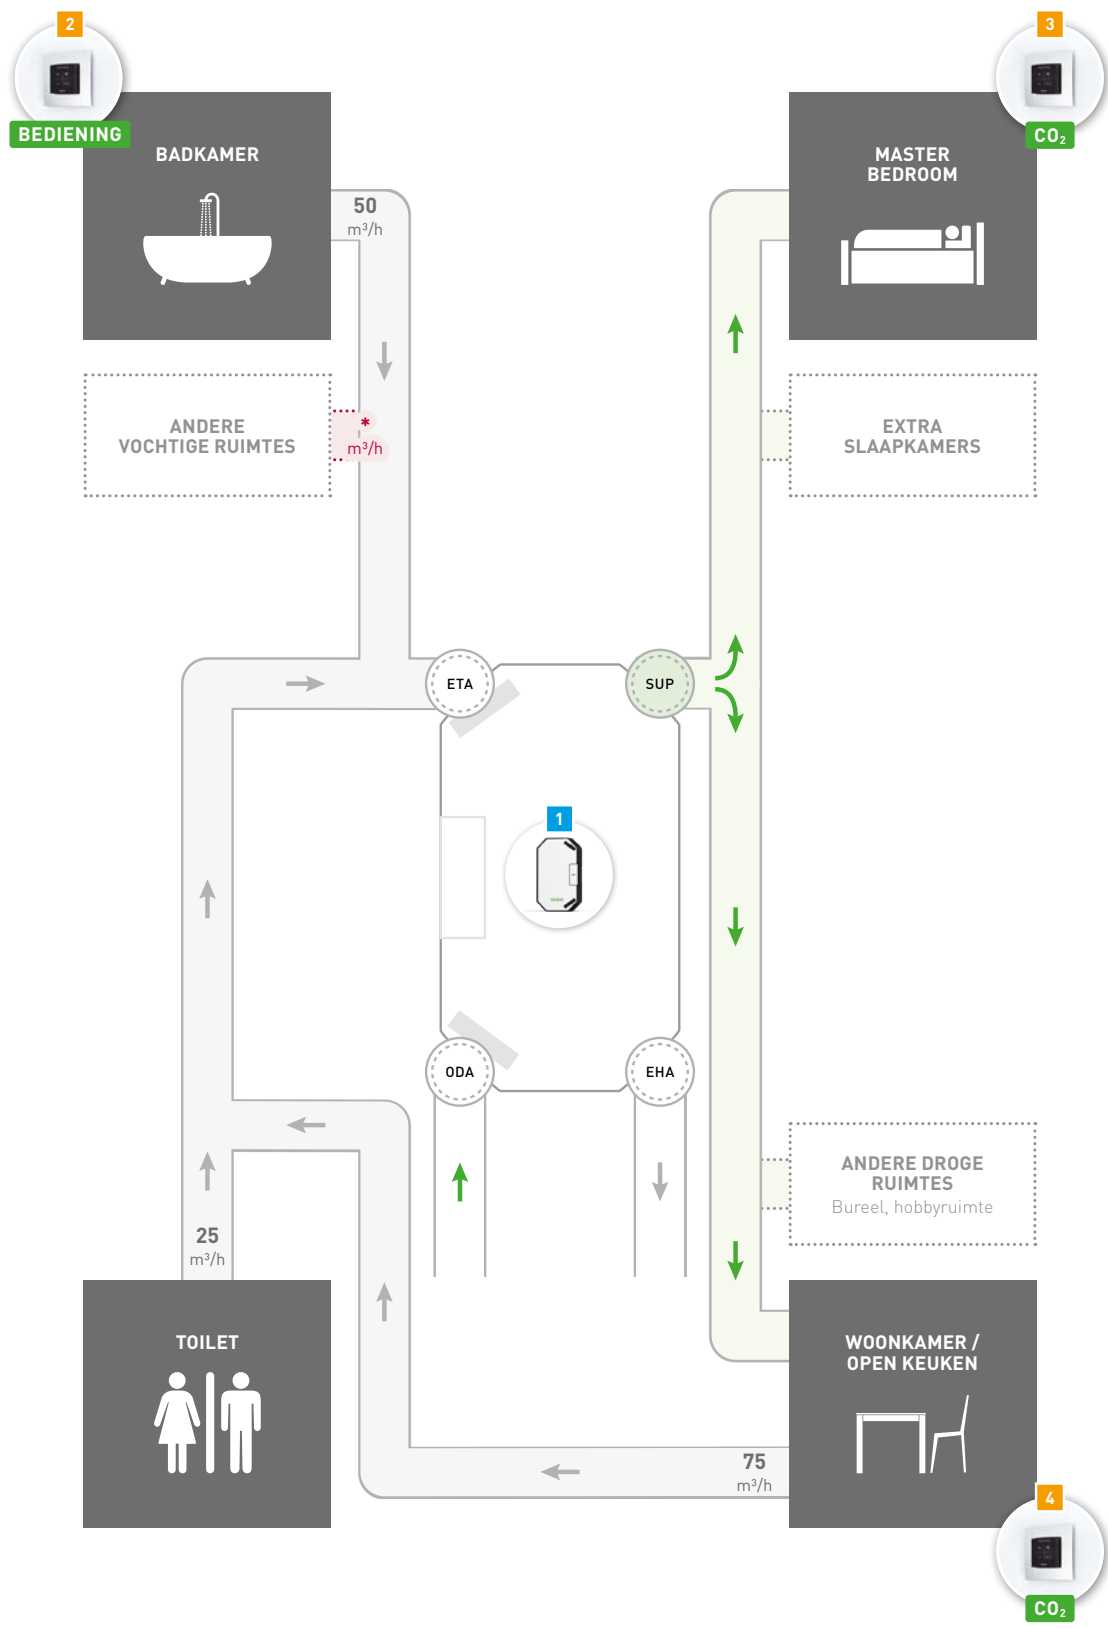 2
BEDIENING
BADKAMER
50
m³/h
3
CO₂
MASTER
BEDROOM
ANDERE
VOCHTIGE RUIMTES
*
m³/h
EXTRA
SLAAPKAMERS
ETA
SUP
1
ODA
EHA
ANDERE DROGE
RUIMTES
Bureel, hobbyruimte
25
m³/h
TOILET
WOONKAMER /
OPEN KEUKEN
75
m³/h
4
CO₂